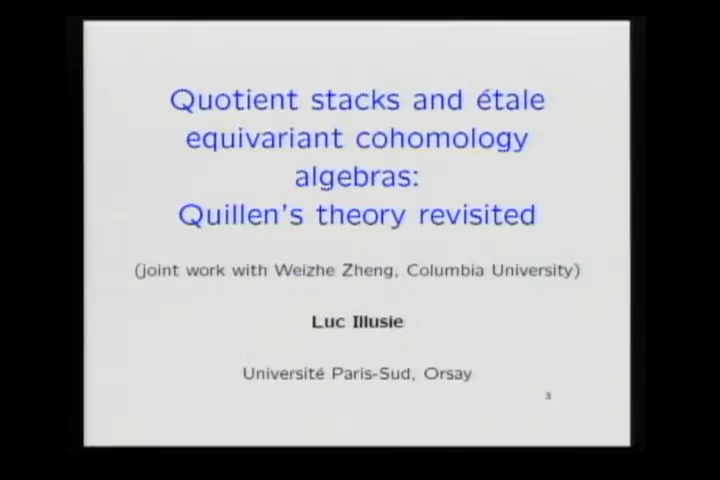 Quotient stacks and étale
equivariant cohomology
algebras:
Quillen's theory revisited
(joint work with Weizhe Zheng, Columbia University)
Luc Illusie
Université Paris-Sud, Orsay
3